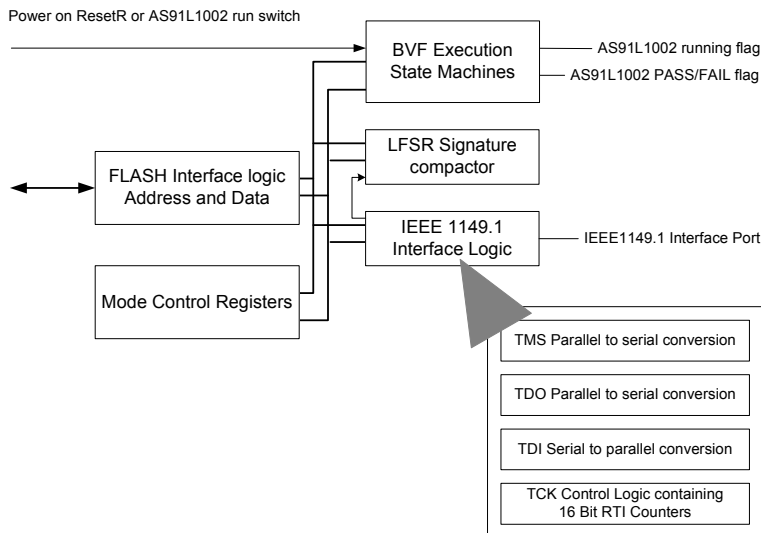 Power on ResetR or AS91L1002 run switch
BVF Execution
State Machines
AS91L1002 running flag
AS91L1002 PASS/FAIL flag
LFSR Signature
compactor
FLASH Interface logic
Address and Data
IEEE 1149.1
Interface Logic
IEEE1149.1 Interface Port
Mode Control Registers
TMS Parallel to serial conversion
TDO Parallel to serial conversion
TDI Serial to parallel conversion
TCK Control Logic containing
16 Bit RTI Counters